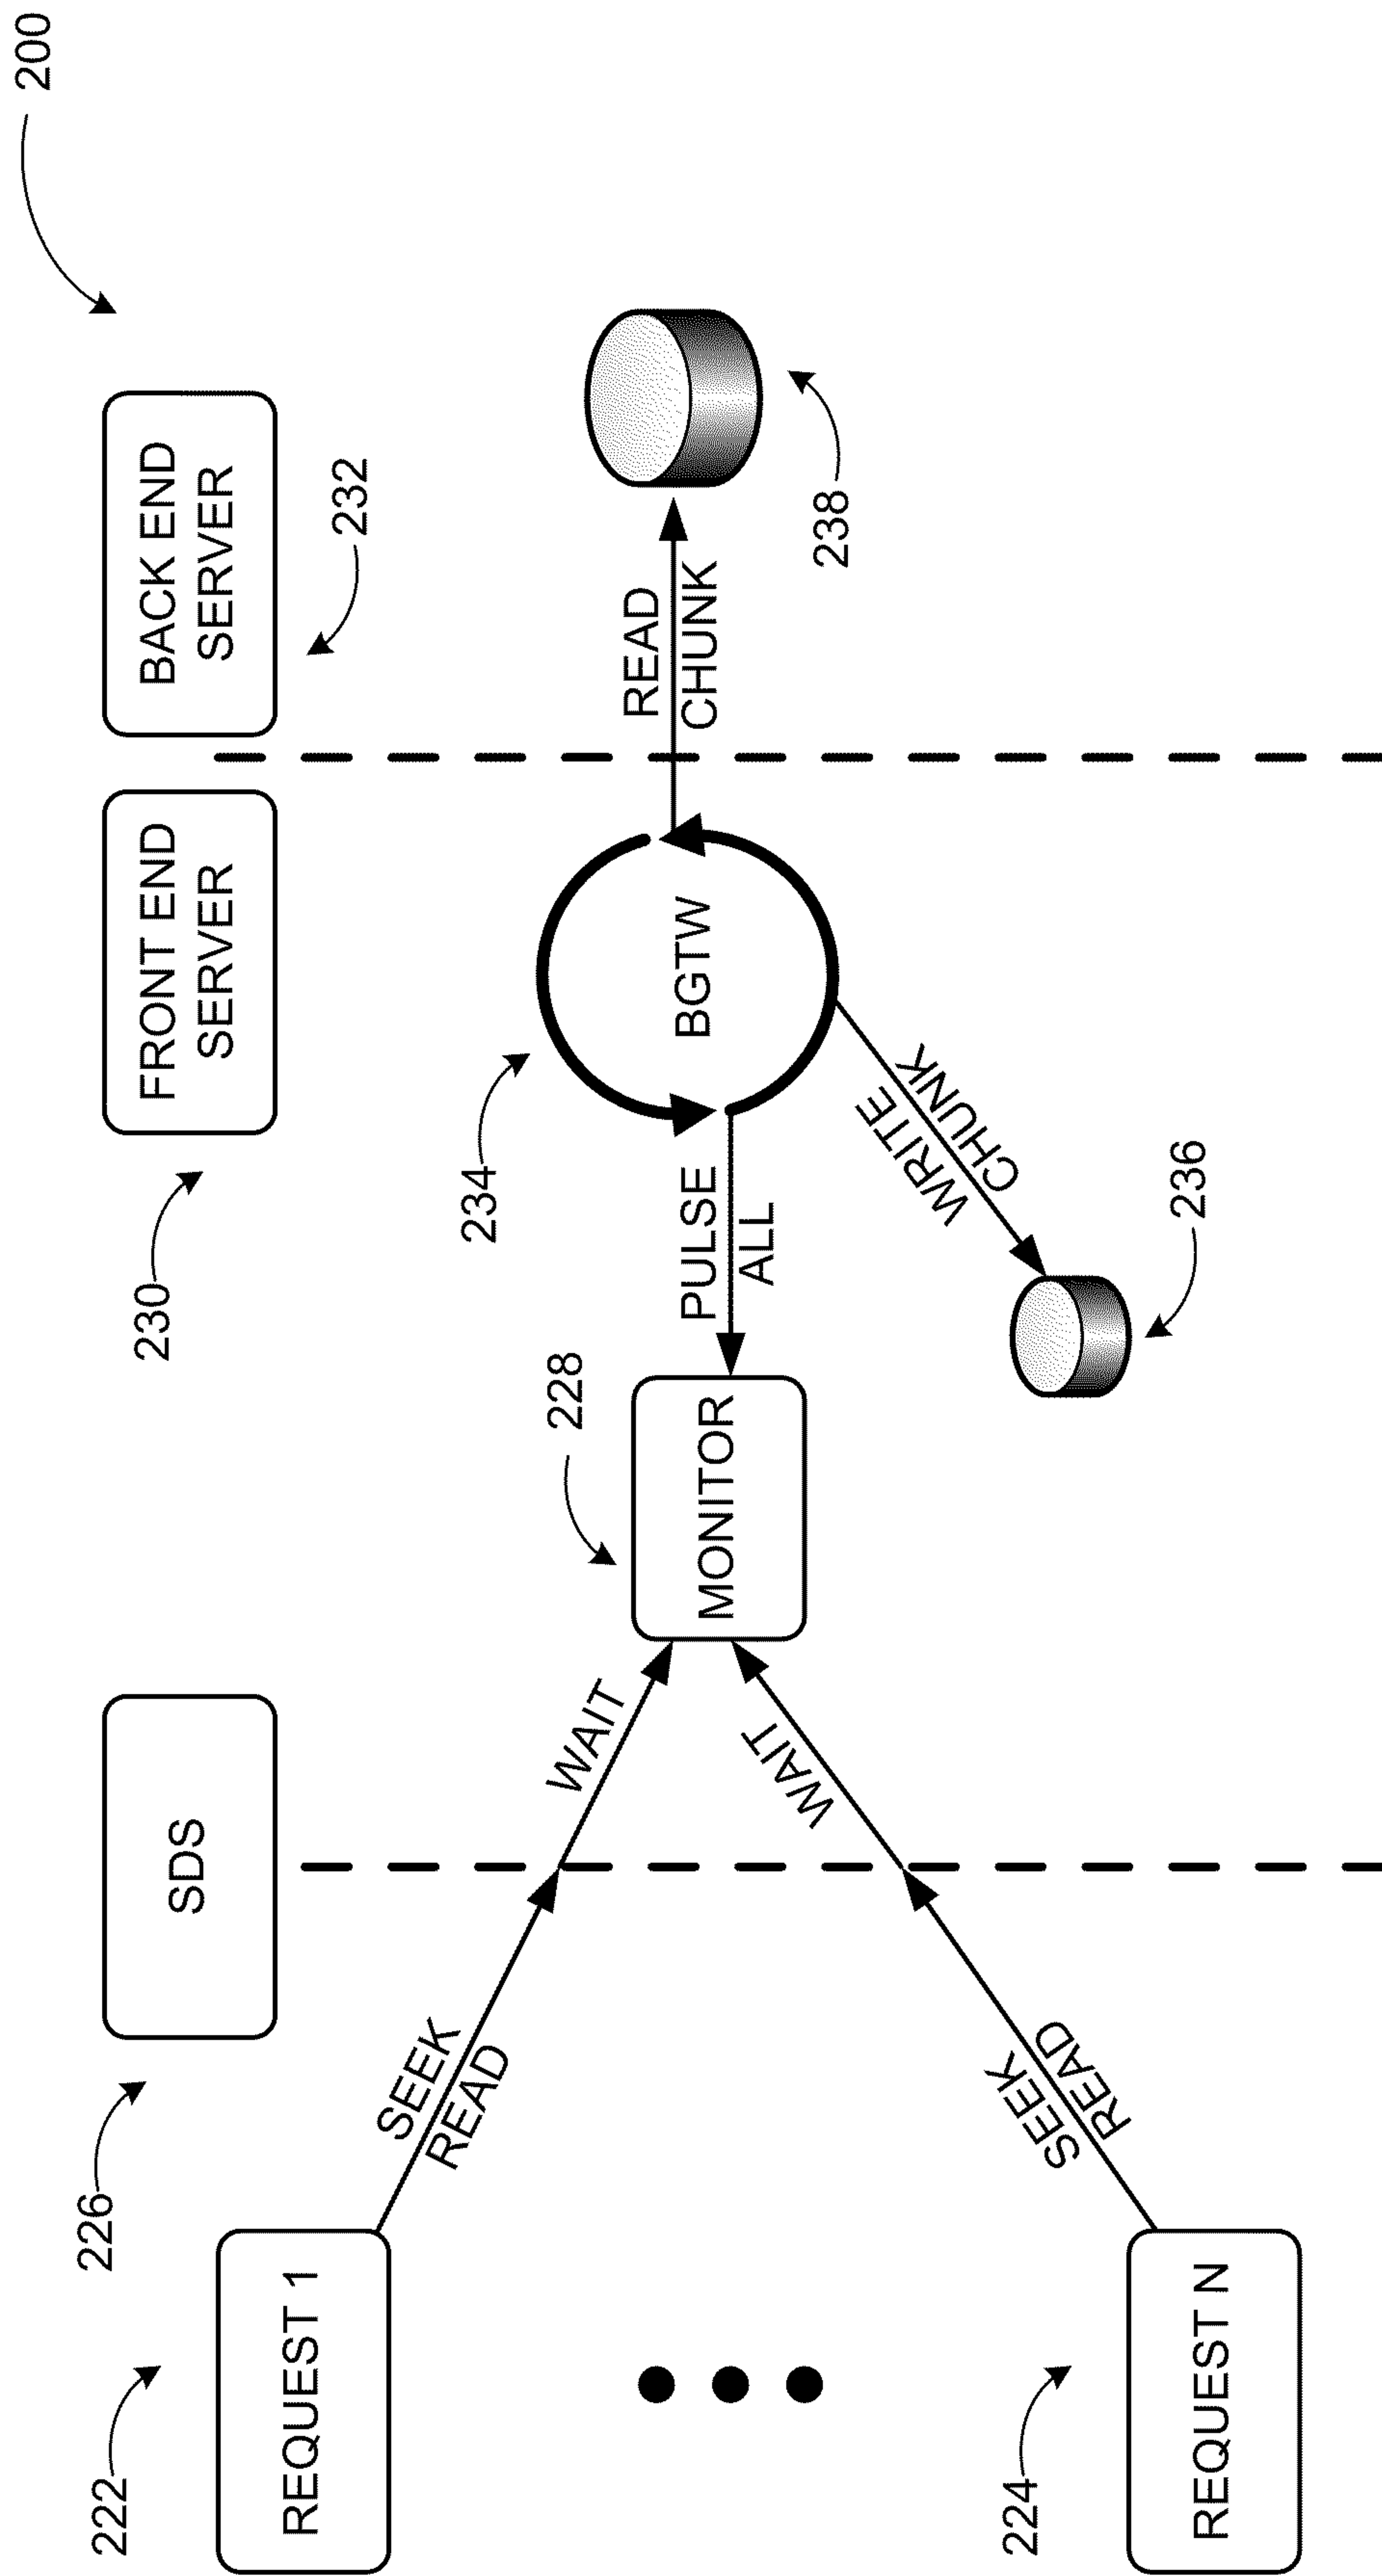 200
226
SDS
230
FRONT END
SERVER
BACK END
SERVER
232
222
REQUEST 1
SEEK
READ
WAIT
228
MONITOR
PULSE
ALL
234
BGTW
READ
CHUNK
238
WRITE
CHUNK
236
WAIT
SEEK
READ
224
REQUEST N